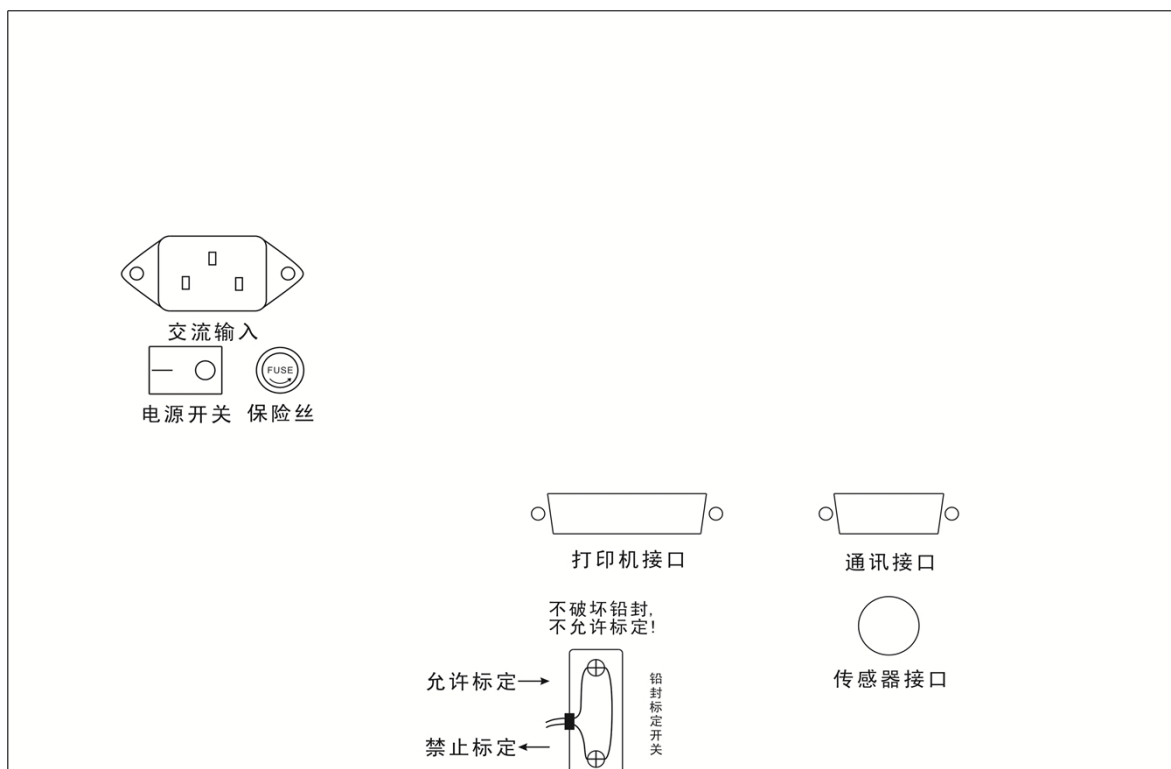 交流输入
FUSE
电源开关
保险丝
打印机接口
通讯接口
不破坏铅封,
不允许标定!
传感器接口
允许标定
铅封标定开关
禁止标定